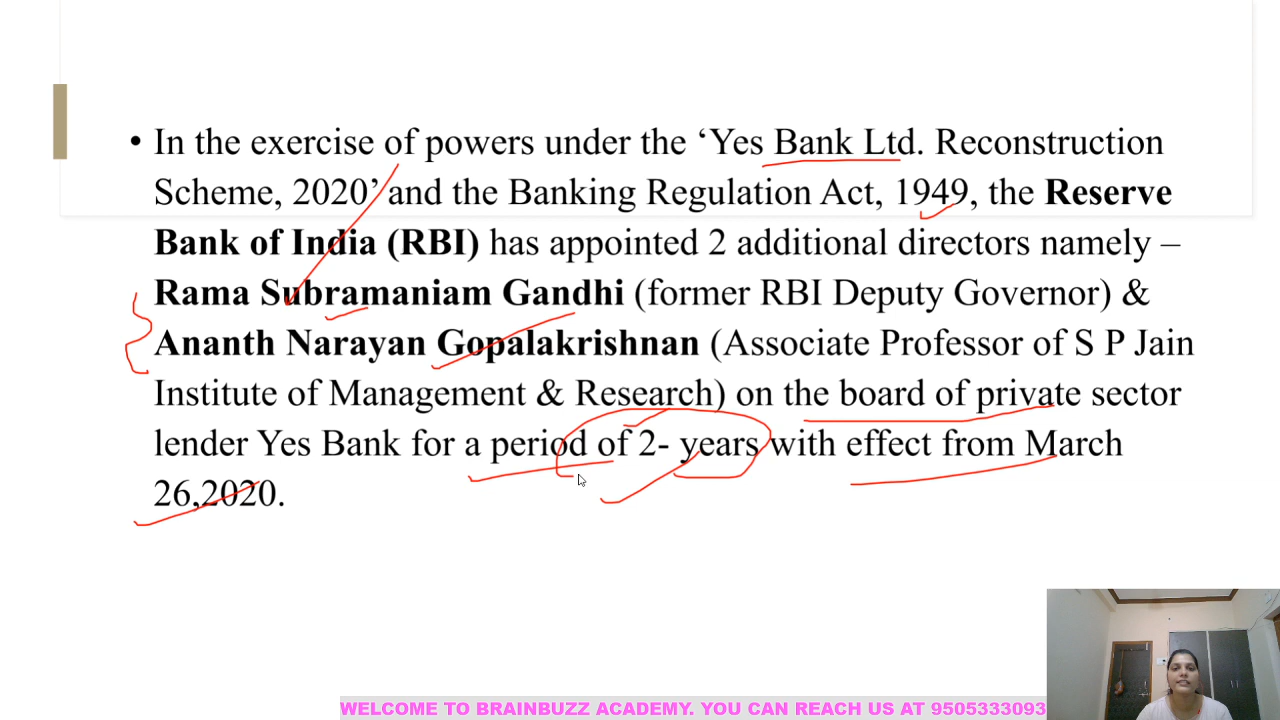 • In the exercise of powers under the ‘Yes Bank Ltd. Reconstruction
Scheme, 2020’ and the Banking Regulation Act, 1949, the Reserve
Bank of India (RBI) has appointed 2 additional directors namely –
Rama Subramaniam Gandhi (former RBI Deputy Governor) &
Ananth Narayan Gopalakrishnan (Associate Professor of S P Jain
Institute of Management & Research) on the board of private sector
lender Yes Bank for a period of 2- years with effect from March
26,2020.
WELCOME TO BRAINBUZZ ACADEMY. YOU CAN REACH US AT 9505333093